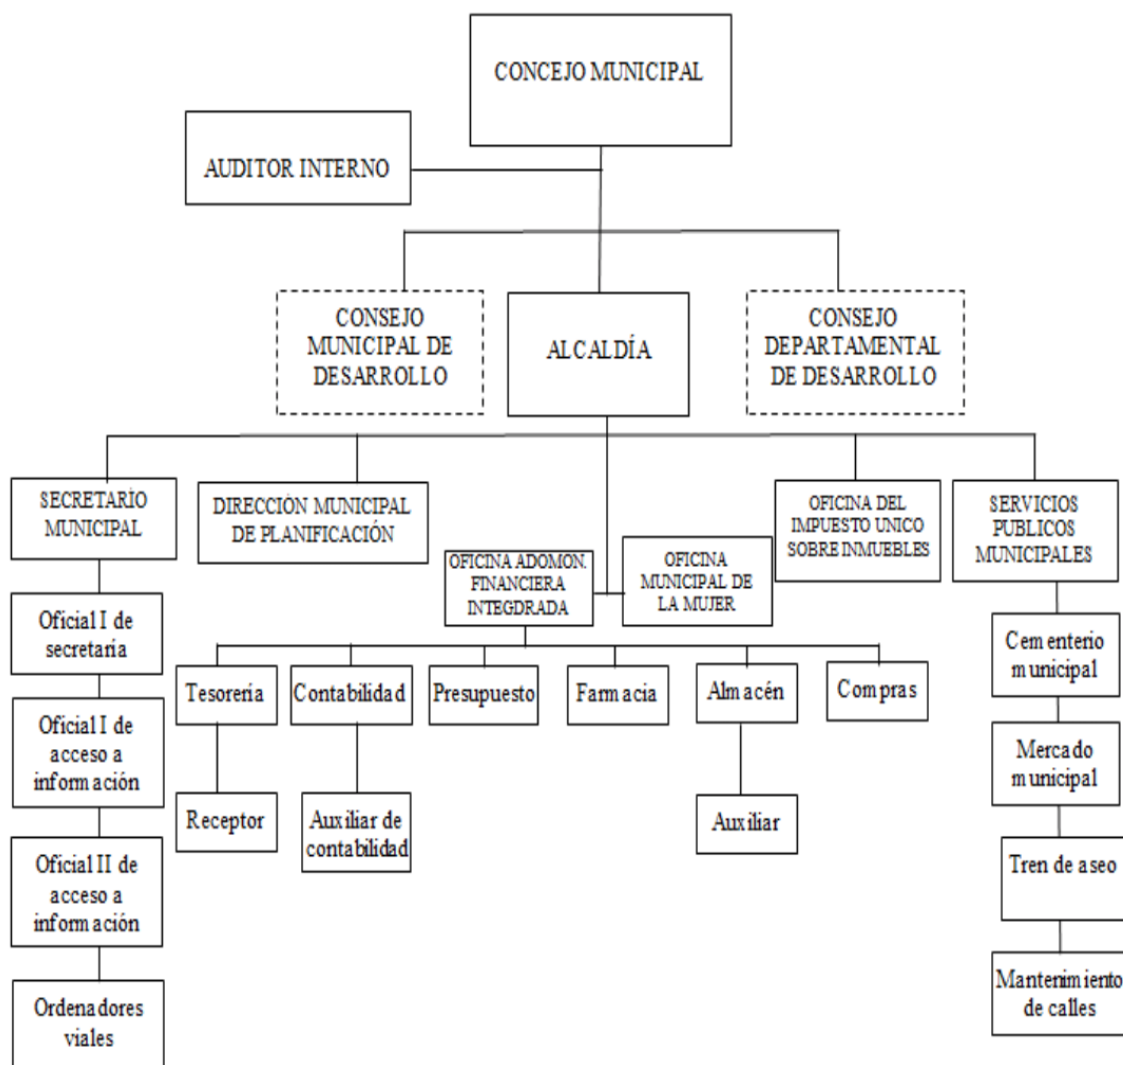 CONCEJO MUNICIPAL
AUDITOR INTERNO
CONSEJO
MUNICIPAL DE
DESARROLLO
ALCALDÍA
CONSEJO
DEPARTAMENTAL
DE DESARROLLO
SECRETARÍO
MUNICIPAL
DIRECCIÓN MUNICIPAL
DE PLANIFICACIÓN
OFICINA ADOMON.
FINANCIERA
INTEGDRADA
OFICINA
MUNICIPAL DE
LA MUJER
OFICINA DEL
IMPUESTO UNICO
SOBRE INMUEBLES
SERVICIOS
PUBLICOS
MUNICIPALES
Oficial I de
secretaría
Oficial I de
acceso a
información
Oficial II de
acceso a
información
Ordenadores
viales
Tesorería
Contabilidad
Presupuesto
Farmacia
Almacén
Compras
Receptor
Auxiliar de
contabilidad
Auxiliar
Cementerio
municipal
Mercado
municipal
Tren de aseo
Mantenimiento
de calles